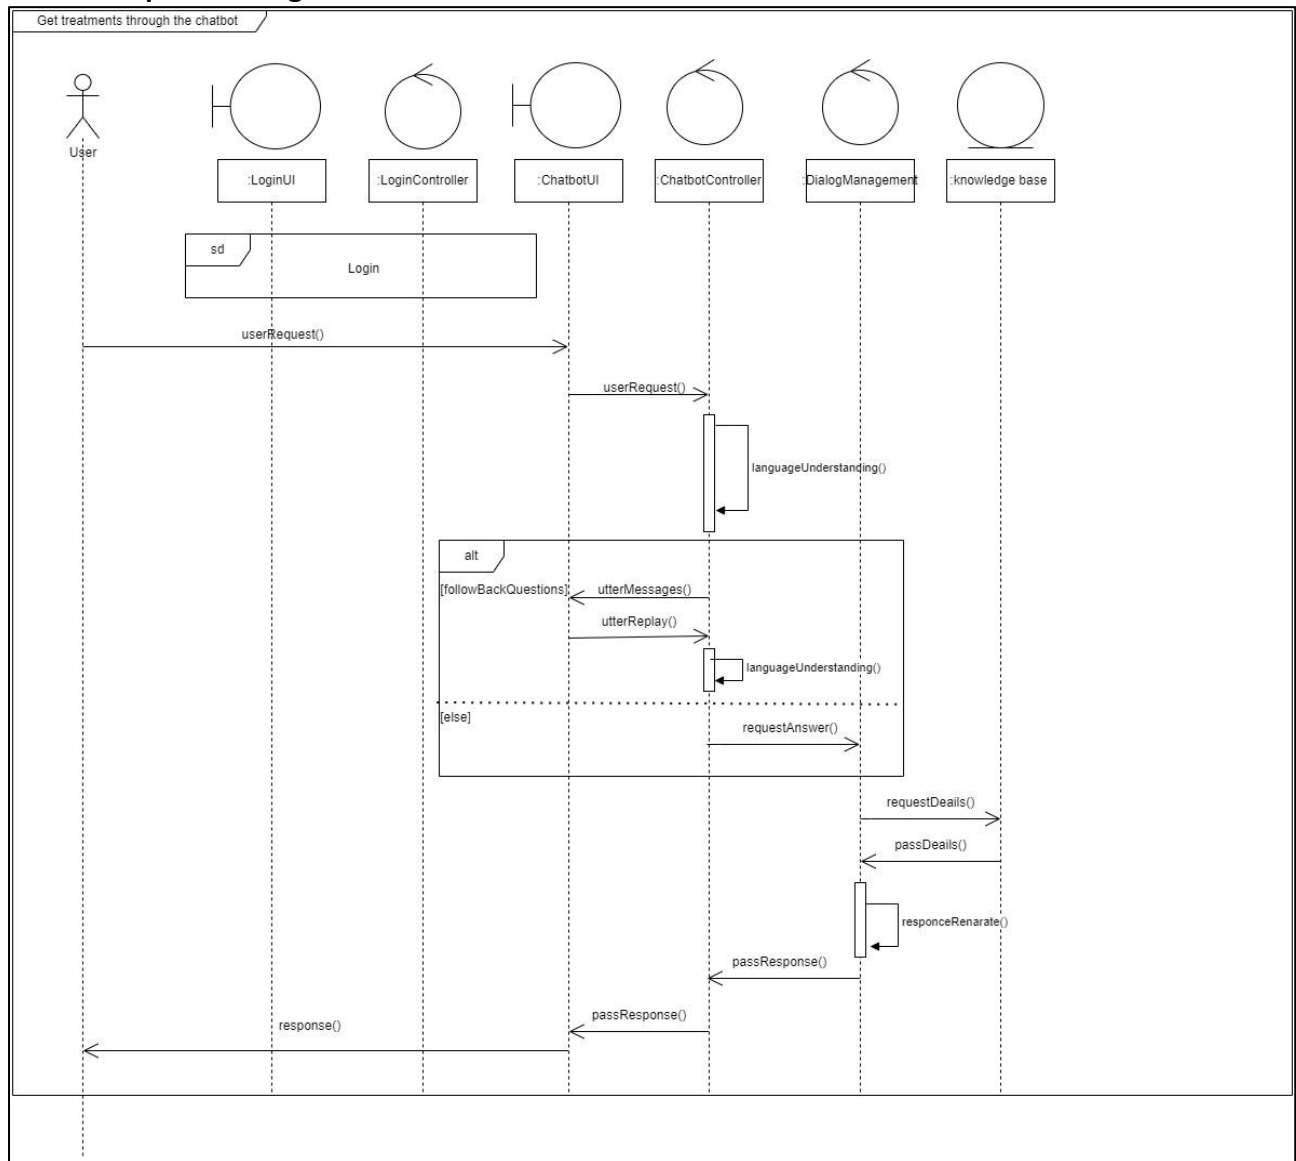 Get treatments through the chatbot
User
:LoginUI
:LoginController
:ChatbotUI
:ChatbotController
:DialogManagement
:knowledge base
sd
Login
userRequest()
userRequest()
languageUnderstanding()
alt
[followBackQuestions]
utterMessages()
utterReplay()
languageUnderstanding()
[else]
requestAnswer()
requestDeails()
passDeails()
responceRenarate()
passResponse()
passResponse()
response()